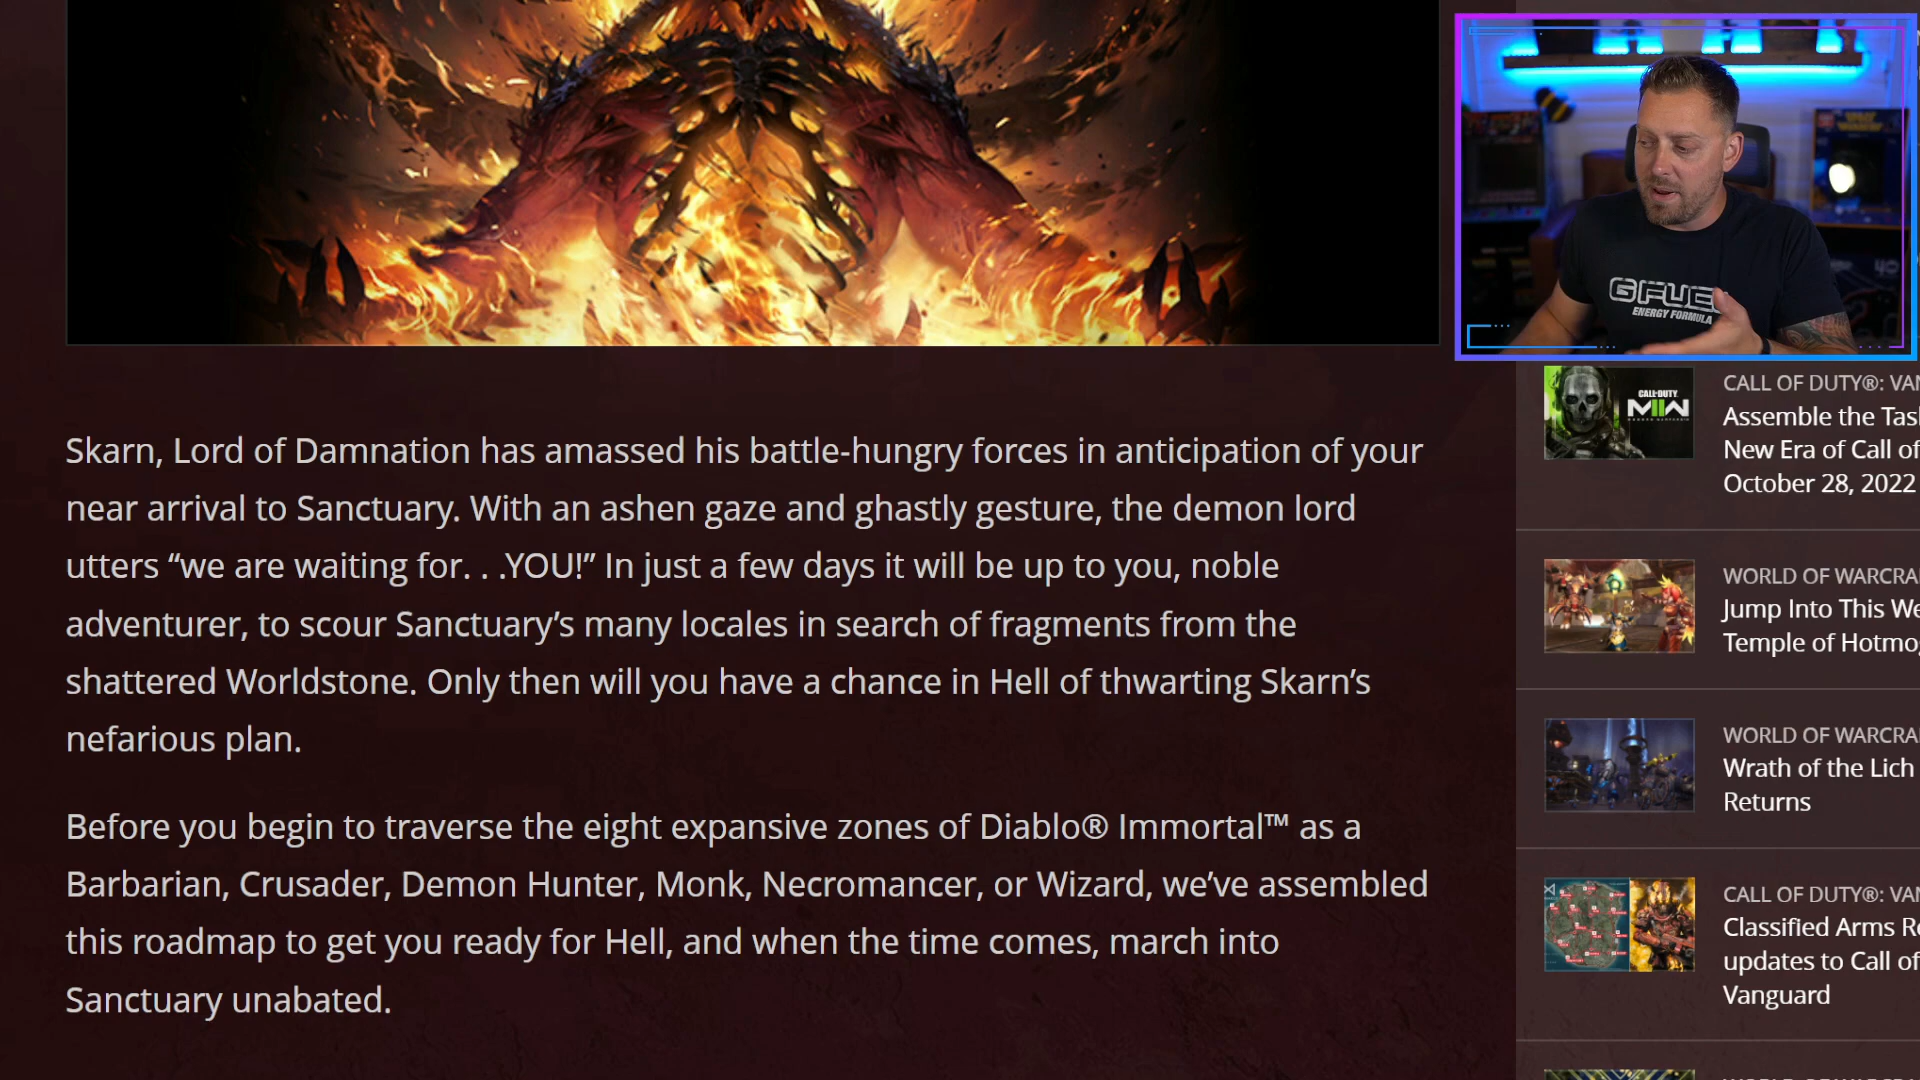 Skarn, Lord of Damnation has amassed his battle-hungry forces in anticipation of your
near arrival to Sanctuary. With an ashen gaze and ghastly gesture, the demon lord
utters “we are waiting for. . .YOU!” In just a few days it will be up to you, noble
adventurer, to scour Sanctuary’s many locales in search of fragments from the
shattered Worldstone. Only then will you have a chance in Hell of thwarting Skarn’s
nefarious plan.
Before you begin to traverse the eight expansive zones of Diablo® Immortal™ as a
Barbarian, Crusader, Demon Hunter, Monk, Necromancer, or Wizard, we’ve assembled
this roadmap to get you ready for Hell, and when the time comes, march into
Sanctuary unabated.
G FUEL
ENERGY FORMULA
CALL OF DUTY
MWII
CALL OF DUTY®: VAN
Assemble the Tas
New Era of Call of
October 28, 2022
WORLD OF WARCRA
Jump Into This We
Temple of Hotmo
WORLD OF WARCRA
Wrath of the Lich
Returns
CALL OF DUTY®: VAN
Classified Arms R
updates to Call of
Vanguard